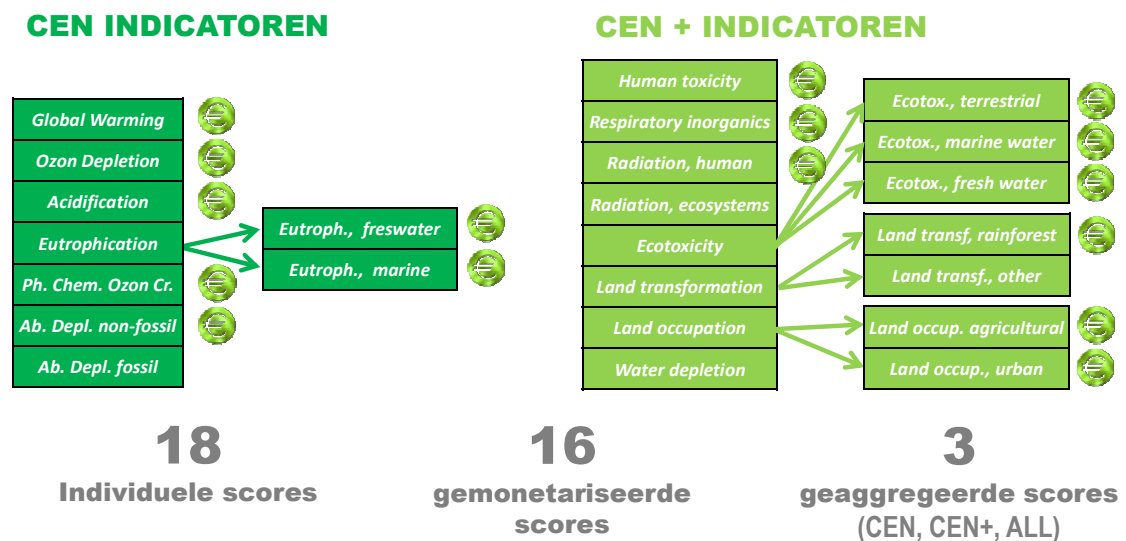 CEN INDICATOREN
Global Warming
Ozon Depletion
Acidification
Eutrophication
Ph. Chem. Ozon Cr.
Ab. Depl. non-fossil
Ab. Depl. fossil
Eutroph., freswater
Eutroph., marine
CEN + INDICATOREN
Human toxicity
Respiratory inorganics
Radiation, human
Radiation, ecosystems
Ecotoxicity
Land transformation
Land occupation
Water depletion
Ecotox., terrestrial
Ecotox., marine water
Ecotox., fresh water
Land transf, rainforest
Land transf., other
Land occup. agricultural
Land occup., urban
18
Individuele scores
16
gemonetariseerde
scores
3
geaggregeerde scores
(CEN, CEN+, ALL)